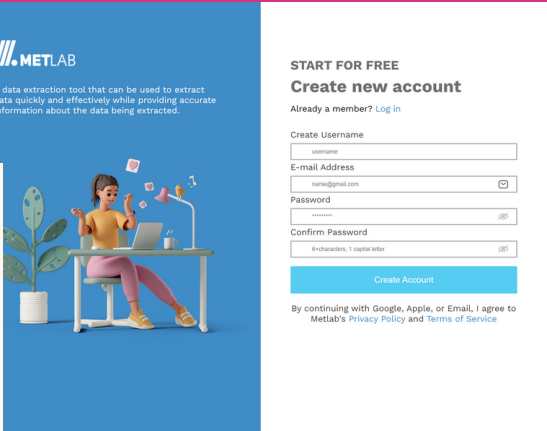 METLAB
data extraction tool that can be used to extract
data quickly and effectively while providing accurate
information about the data being extracted.
START FOR FREE
Create new account
Already a member? Log in
Create Username
username
E-mail Address
name@gmail.com
Password
Confirm Password
6+characters, 1 capital letter
Create Account
By continuing with Google, Apple, or Email, I agree to
Metlab's Privacy Policy and Terms of Service